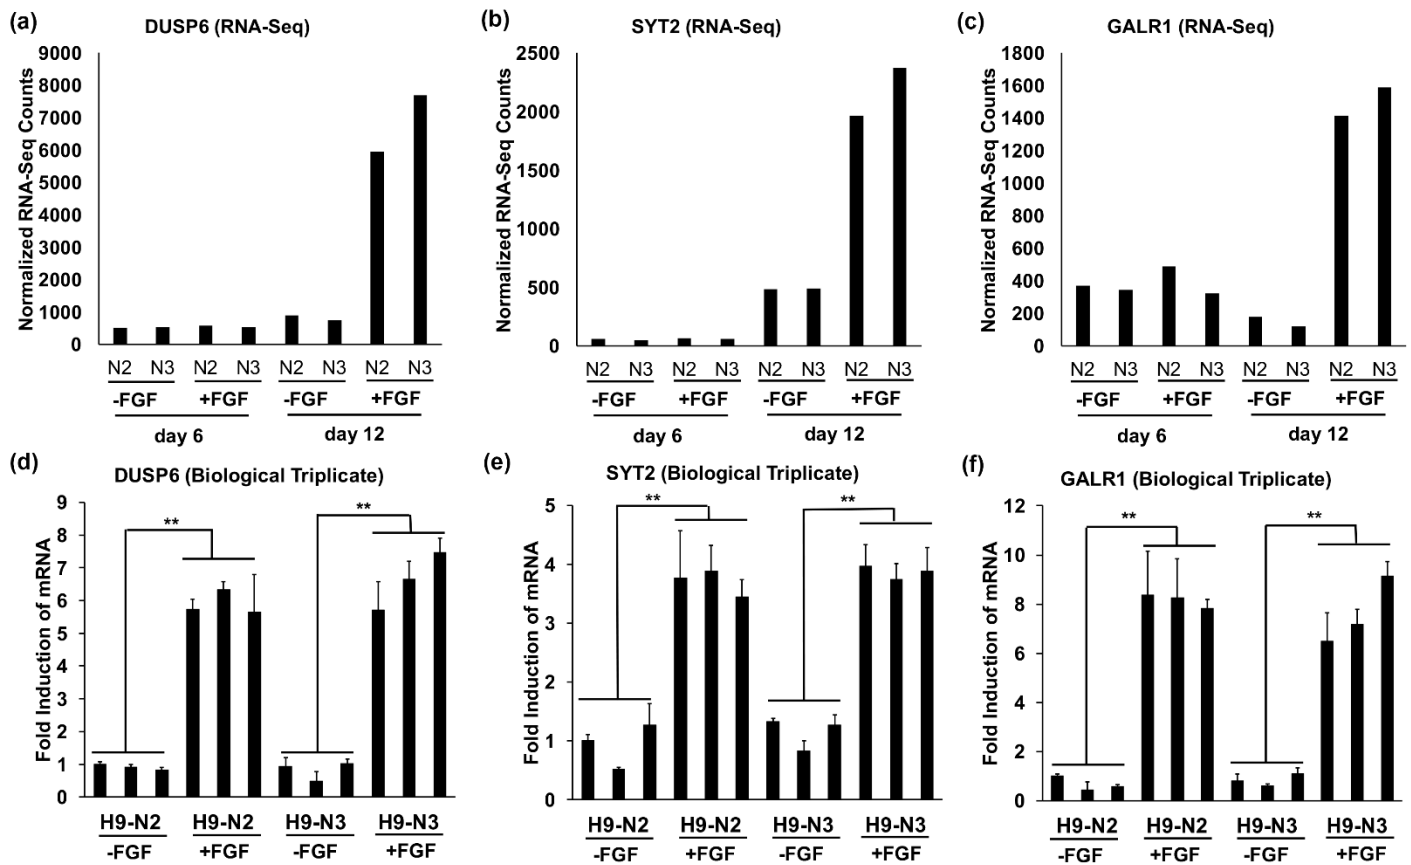 (a)
DUSP6 (RNA-Seq)
Normalized RNA-Seq Counts
9000
8000
7000
6000
5000
4000
3000
2000
1000
0
N2 N3 N2 N3 N2 N3 N2 N3
-FGF +FGF -FGF +FGF
day 6 day 12
(b)
SYT2 (RNA-Seq)
Normalized RNA-Seq Counts
2500
2000
1500
1000
500
0
N2 N3 N2 N3 N2 N3 N2 N3
-FGF +FGF -FGF +FGF
day 6 day 12
(c)
GALR1 (RNA-Seq)
Normalized RNA-Seq Counts
1800
1600
1400
1200
1000
800
600
400
200
0
N2 N3 N2 N3 N2 N3 N2 N3
-FGF +FGF -FGF +FGF
day 6 day 12
(d)
DUSP6 (Biological Triplicate)
Fold Induction of mRNA
9
8
7
6
5
4
3
2
1
0
** **
H9-N2 H9-N2 H9-N3 H9-N3
-FGF +FGF -FGF +FGF
(e)
SYT2 (Biological Triplicate)
Fold Induction of mRNA
5
4
3
2
1
0
** **
H9-N2 H9-N2 H9-N3 H9-N3
-FGF +FGF -FGF +FGF
(f)
GALR1 (Biological Triplicate)
Fold Induction of mRNA
12
10
8
6
4
2
0
** **
H9-N2 H9-N2 H9-N3 H9-N3
-FGF +FGF -FGF +FGF